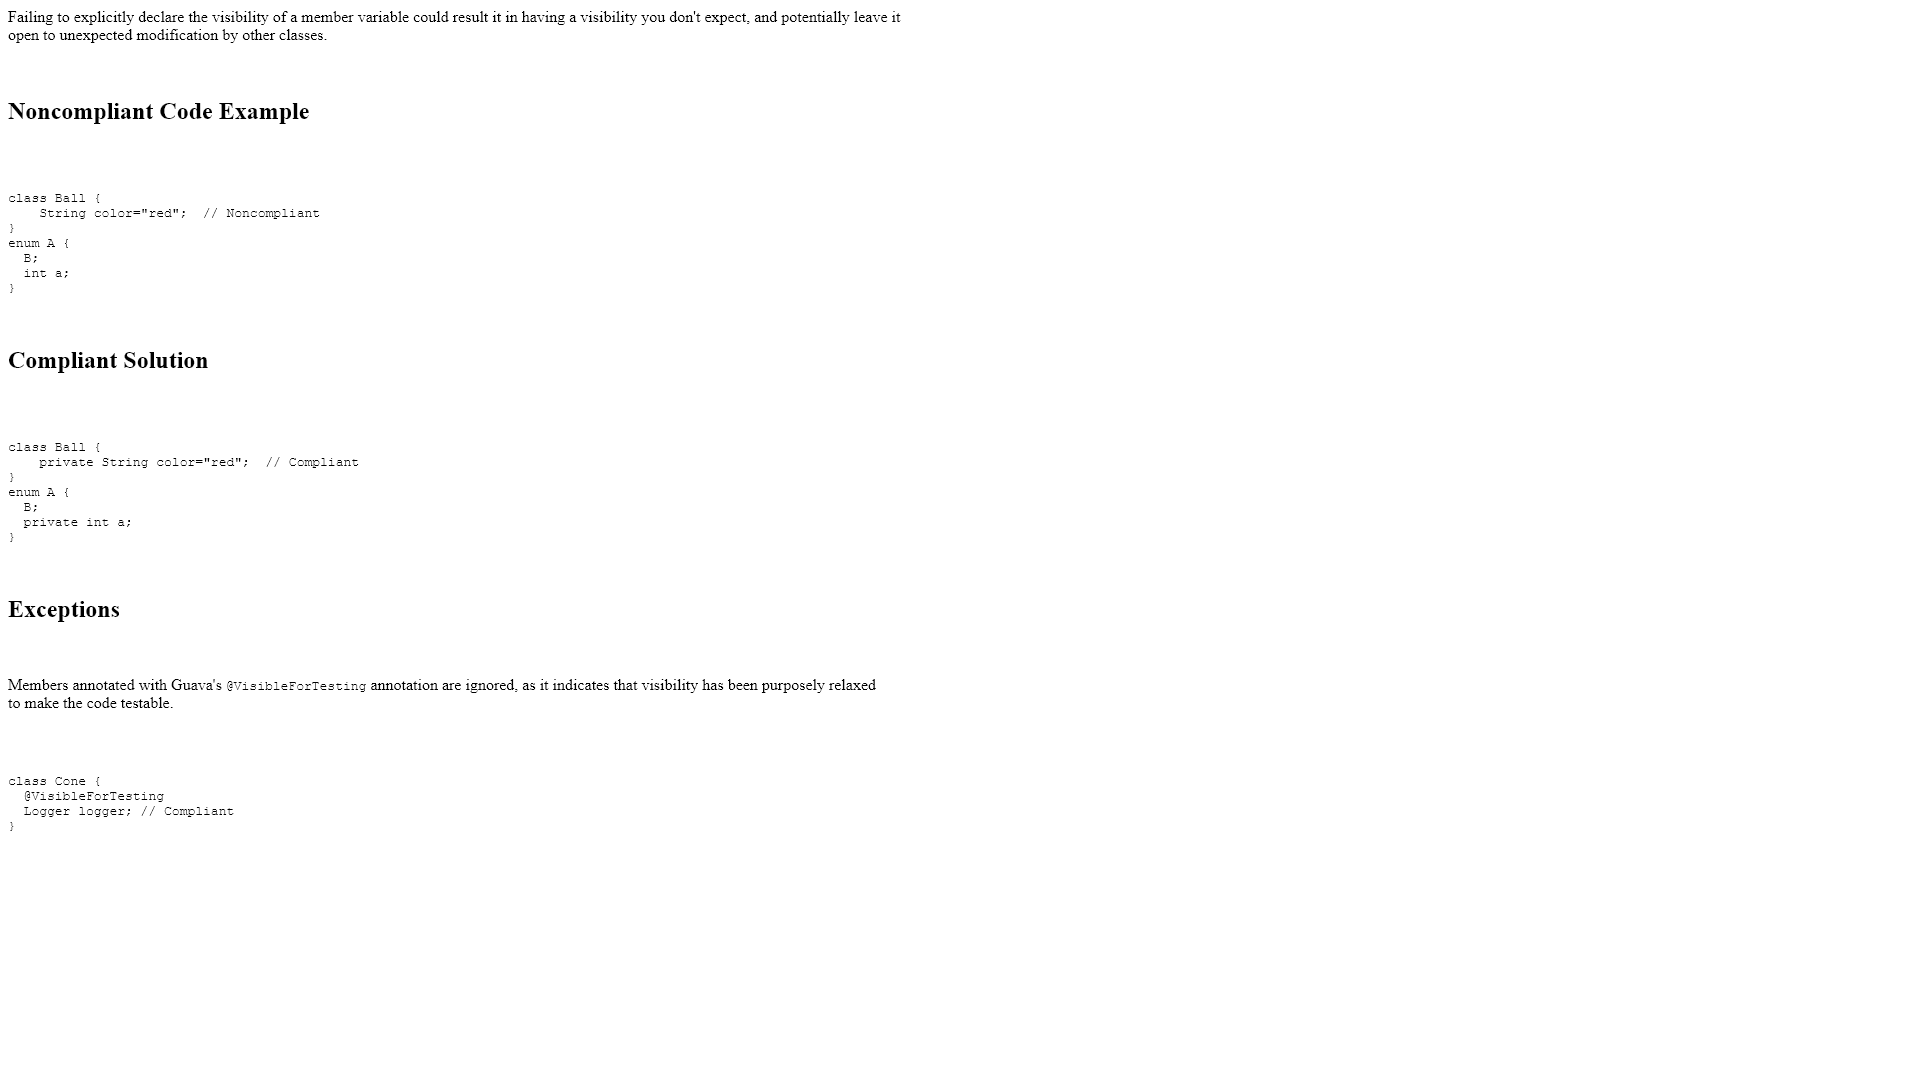 Failing to explicitly declare the visibility of a member variable could result it in having a visibility you don't expect, and potentially leave it
open to unexpected modification by other classes.
Noncompliant Code Example
class Ball {
    String color="red";  // Noncompliant
}
enum A {
  B;
  int a;
}
Compliant Solution
class Ball {
    private String color="red";  // Compliant
}
enum A {
  B;
  private int a;
}
Exceptions
Members annotated with Guava's @VisibleForTesting annotation are ignored, as it indicates that visibility has been purposely relaxed
to make the code testable.
class Cone {
  @VisibleForTesting
  Logger logger; // Compliant
}